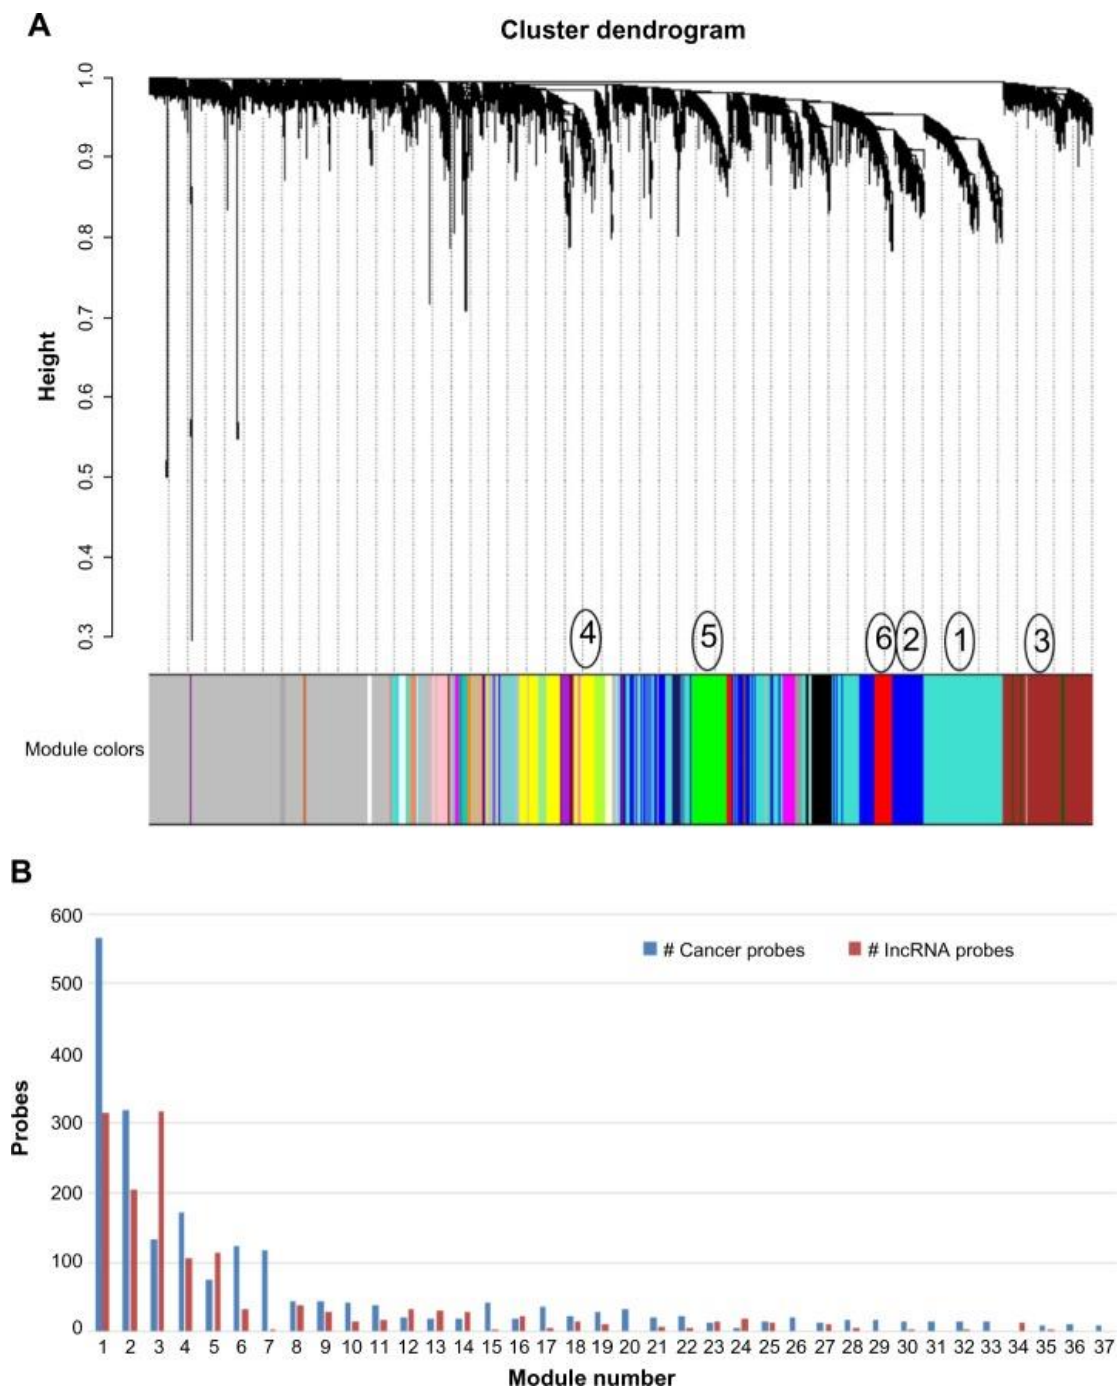 A
Cluster dendrogram
Height
1.0
0.9
0.8
0.7
0.6
0.5
0.4
0.3
4 5 6 2 1 3
Module colors
B
Probes
600
500
400
300
200
100
0
# Cancer probes # lncRNA probes
1 2 3 4 5 6 7 8 9 10 11 12 13 14 15 16 17 18 19 20 21 22 23 24 25 26 27 28 29 30 31 32 33 34 35 36 37
Module number